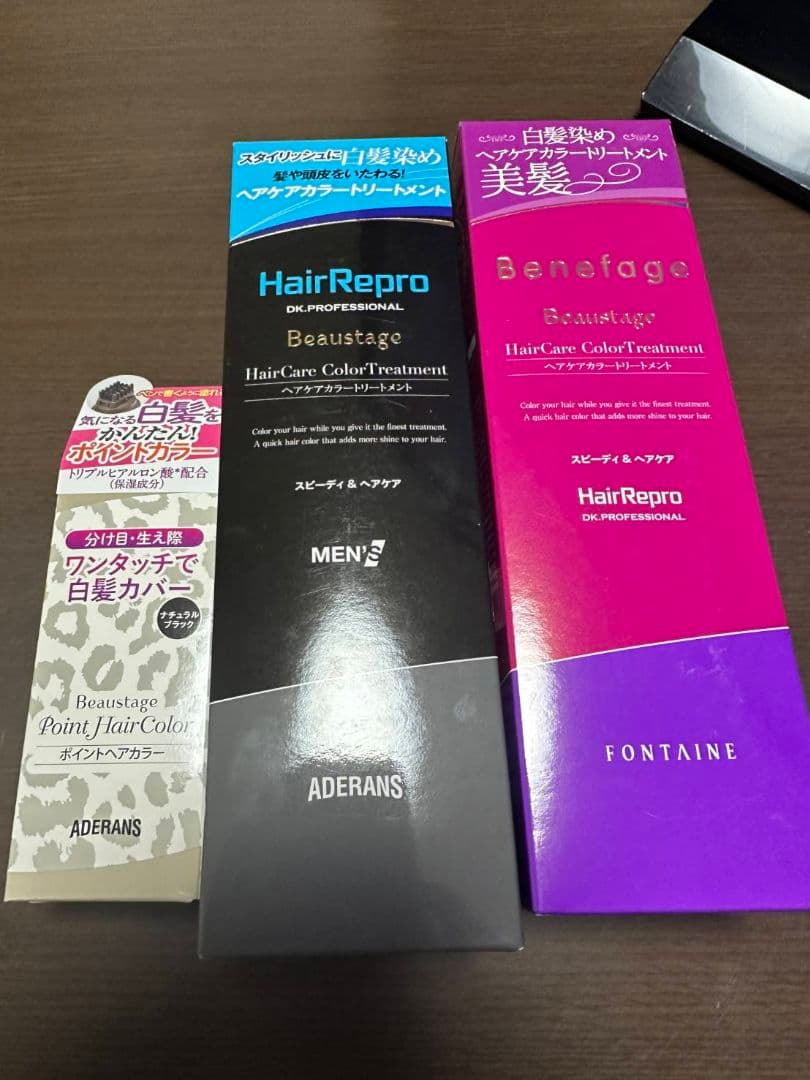 ペンで書くように塗れる
気になる白髪を
かんたん!
ポイントカラー
トリプルヒアルロン酸*配合
(保湿成分)
分け目・生え際
ワンタッチで
白髪カバー
ナチュラル
ブラック
Beaustage
Point HairColor
ポイントヘアカラー
ADERANS
スタイリッシュに白髪染め
髪や頭皮をいたわる!
ヘアケアカラートリートメント
HairRepro
DK.PROFESSIONAL
Beaustage
HairCare ColorTreatment
ヘアケアカラートリートメント
Color your hair while you give it the finest treatment.
A quick hair color that adds more shine to your hair.
スピーディ&ヘアケア
MEN'S
ADERANS
白髪染め
ヘアケアカラートリートメント
美髪
Benefage
Beaustage
HairCare ColorTreatment
ヘアケアカラートリートメント
Color your hair while you give it the finest treatment.
A quick hair color that adds more shine to your hair.
スピーディ&ヘアケア
HairRepro
DK.PROFESSIONAL
FONTAINE